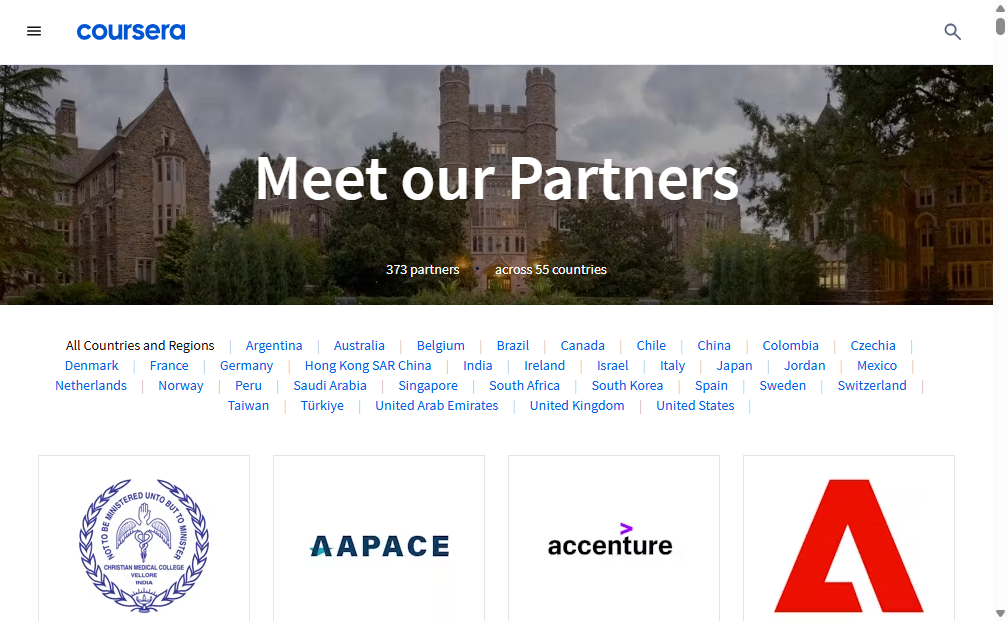 coursera
Meet our Partners
373 partners • across 55 countries
All Countries and Regions | Argentina | Australia | Belgium | Brazil | Canada | Chile | China | Colombia | Czechia |
Denmark | France | Germany | Hong Kong SAR China | India | Ireland | Israel | Italy | Japan | Jordan | Mexico |
Netherlands | Norway | Peru | Saudi Arabia | Singapore | South Africa | South Korea | Spain | Sweden | Switzerland |
Taiwan | Türkiye | United Arab Emirates | United Kingdom | United States |
NOT TO BE MINISTERED UNTO BUT TO MINISTER
CHRISTIAN MEDICAL COLLEGE
VELLORE
INDIA
AAPACE
accenture